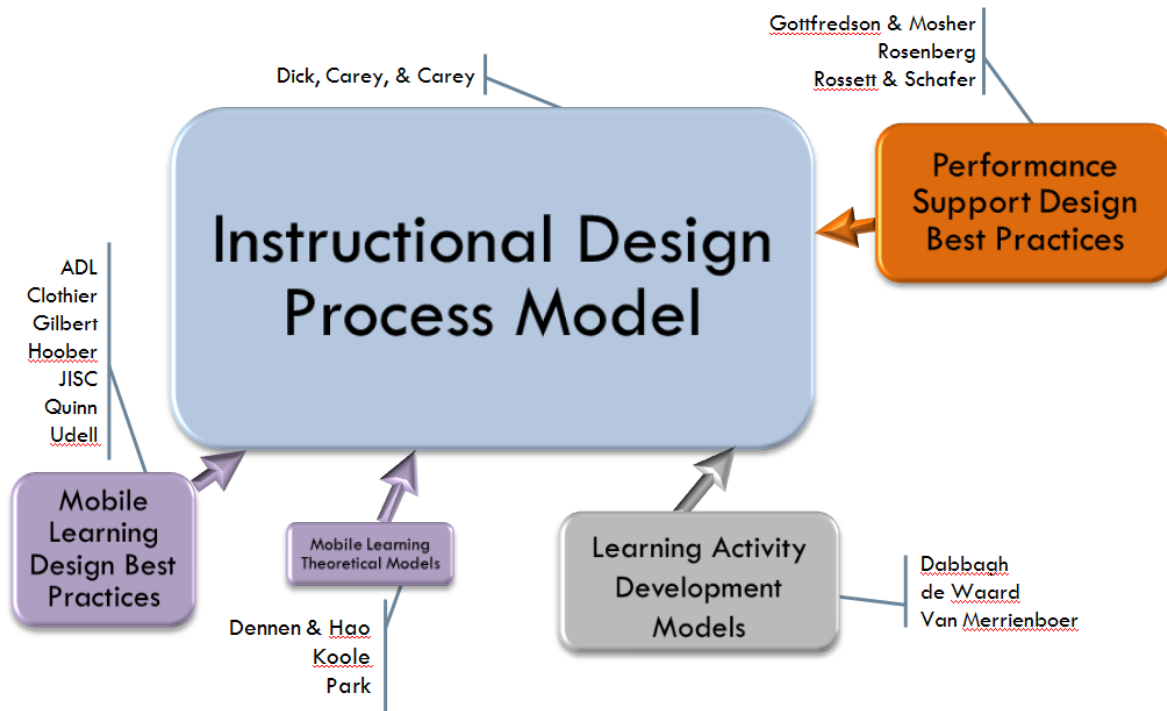 Gottfredson & Mosher
Rosenberg
Rossett & Schafer
Dick, Carey, & Carey
Performance
Support Design
Best Practices
Instructional Design
Process Model
ADL
Clothier
Gilbert
Hoober
JISC
Quinn
Udell
Mobile
Learning
Design Best
Practices
Mobile Learning
Theoretical Models
Learning Activity
Development
Models
Dabbagh
de Waard
Van Merrienboer
Dennen & Hao
Koole
Park